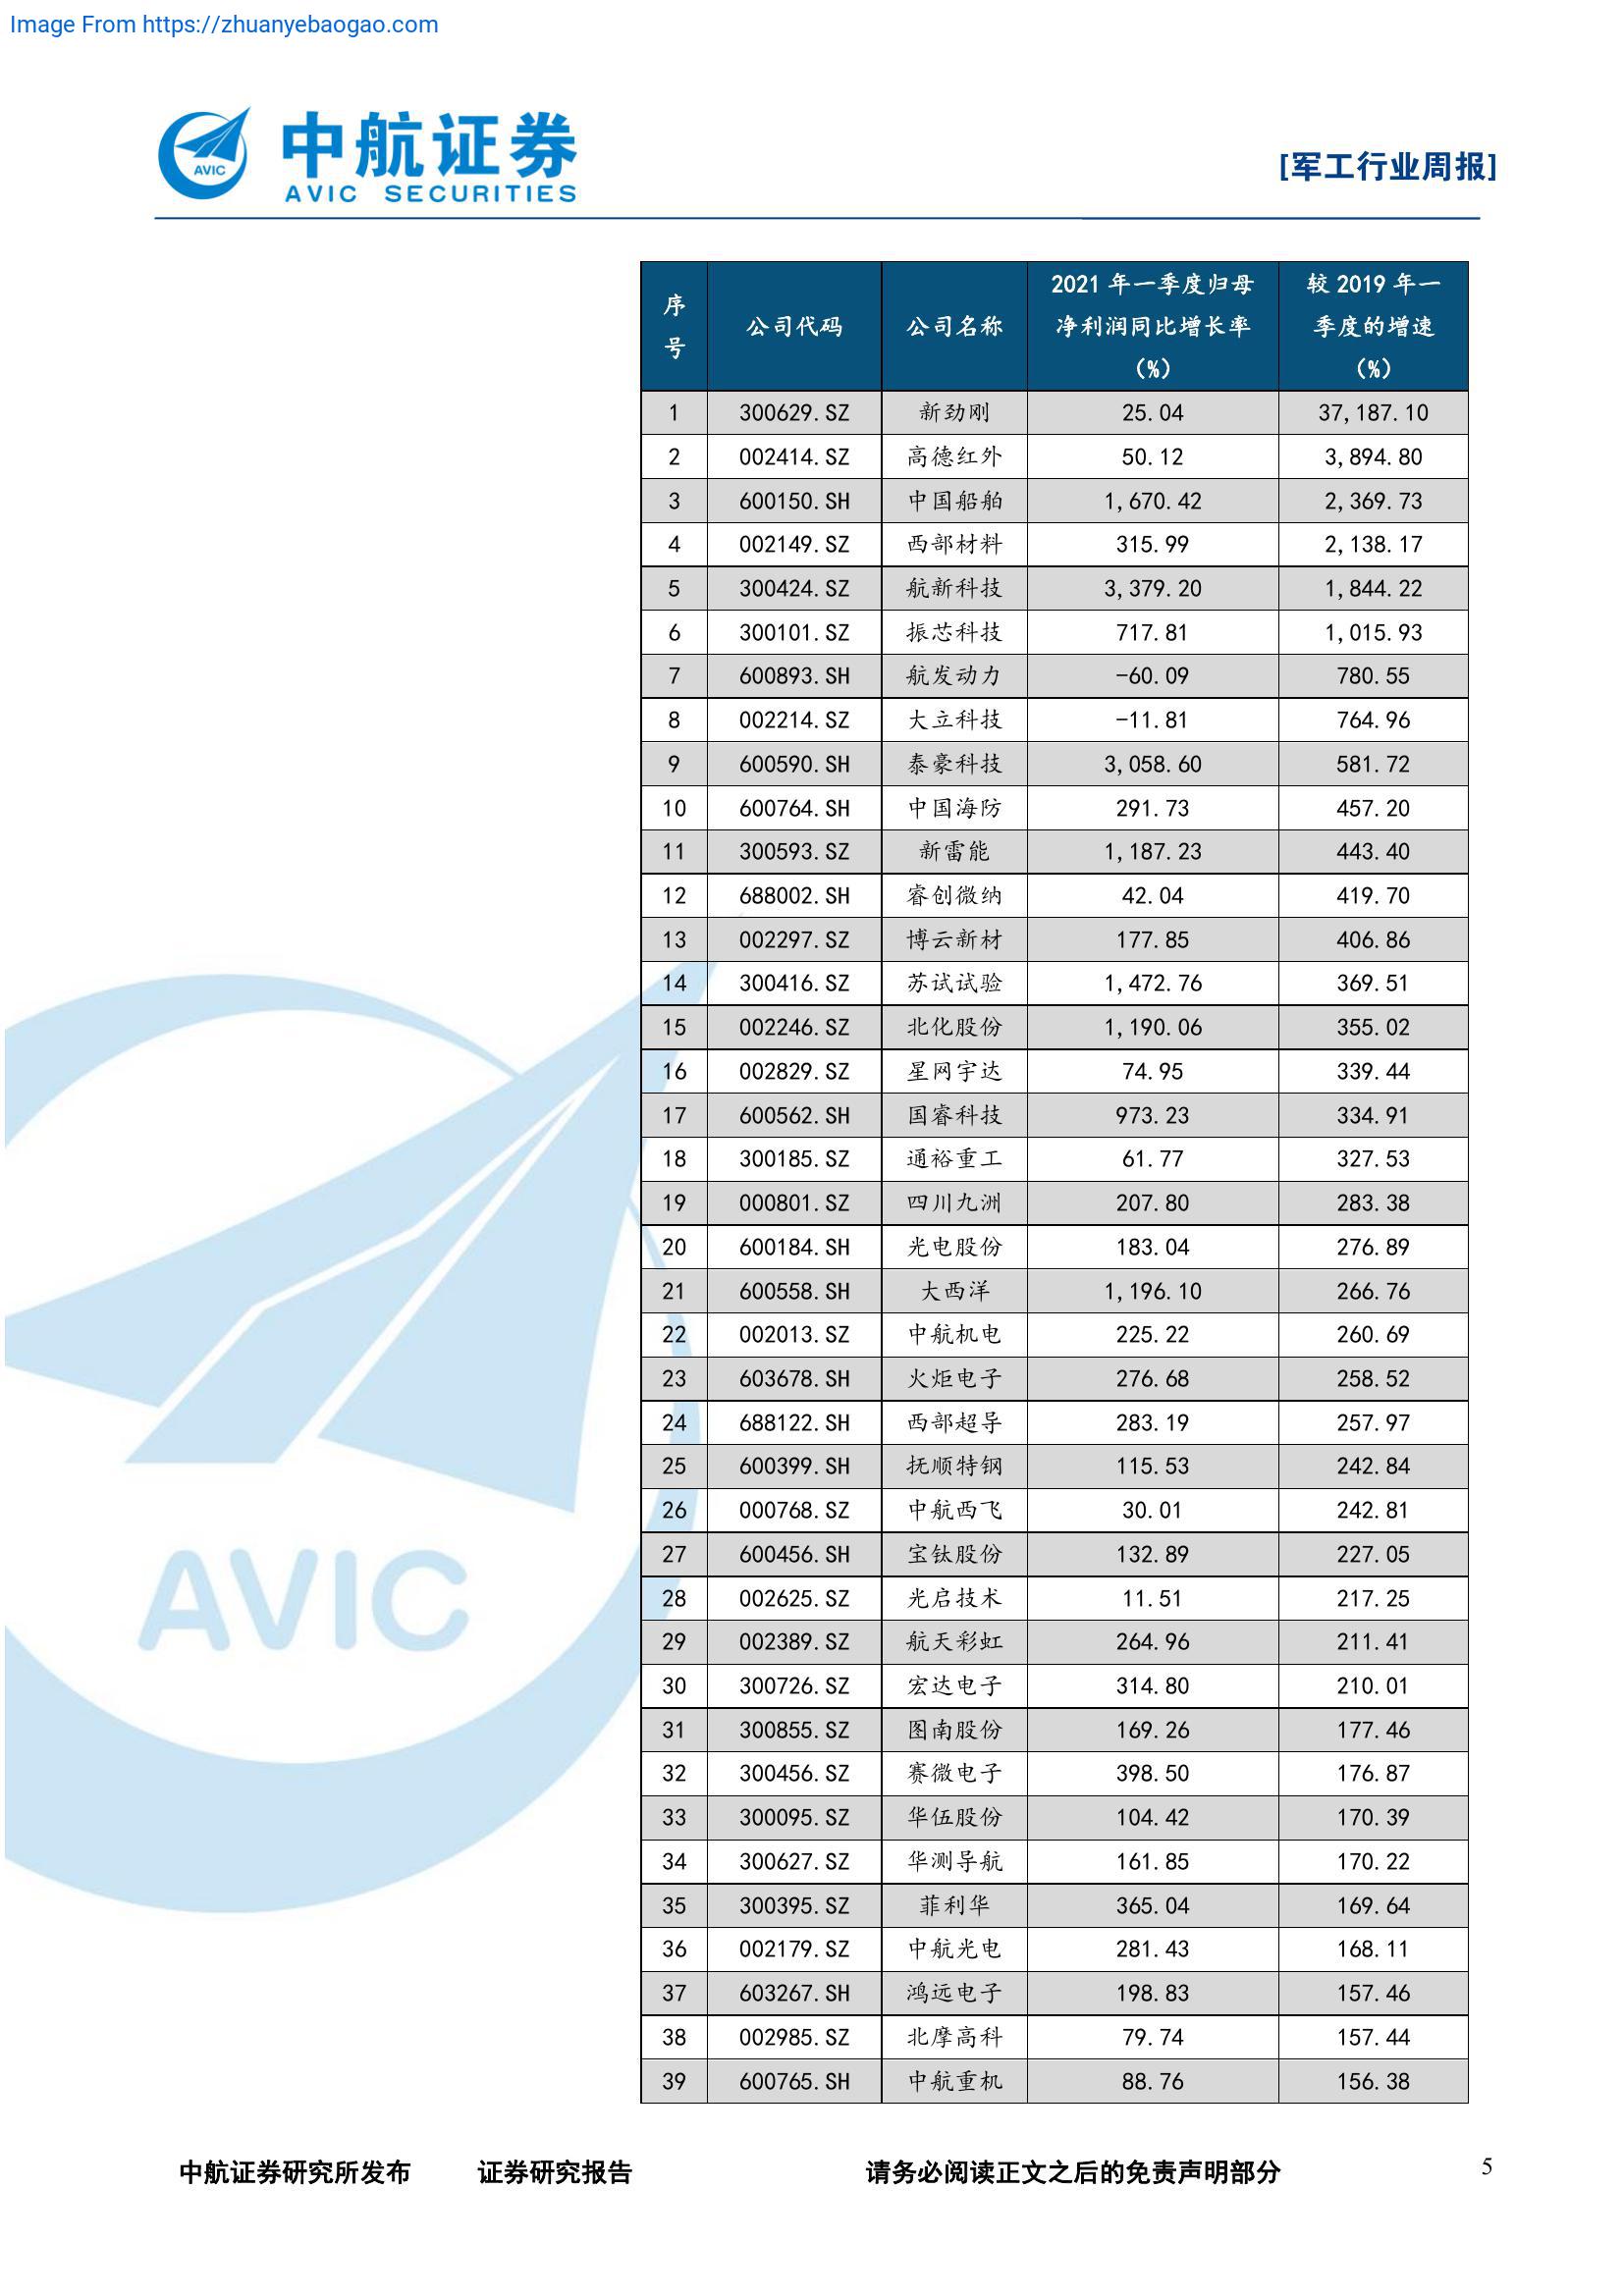 Image From https://zhuanyebaogao.com
AVIC
中航证券
AVIC SECURITIES
[军工行业周报]
序号 公司代码 公司名称 2021 年一季度归母净利润同比增长率（%） 较 2019 年一季度的增速（%）
1 300629.SZ 新劲刚 25.04 37,187.10
2 002414.SZ 高德红外 50.12 3,894.80
3 600150.SH 中国船舶 1,670.42 2,369.73
4 002149.SZ 西部材料 315.99 2,138.17
5 300424.SZ 航新科技 3,379.20 1,844.22
6 300101.SZ 振芯科技 717.81 1,015.93
7 600893.SH 航发动力 -60.09 780.55
8 002214.SZ 大立科技 -11.81 764.96
9 600590.SH 泰豪科技 3,058.60 581.72
10 600764.SH 中国海防 291.73 457.20
11 300593.SZ 新雷能 1,187.23 443.40
12 688002.SH 睿创微纳 42.04 419.70
13 002297.SZ 博云新材 177.85 406.86
14 300416.SZ 苏试试验 1,472.76 369.51
15 002246.SZ 北化股份 1,190.06 355.02
16 002829.SZ 星网宇达 74.95 339.44
17 600562.SH 国睿科技 973.23 334.91
18 300185.SZ 通裕重工 61.77 327.53
19 000801.SZ 四川九洲 207.80 283.38
20 600184.SH 光电股份 183.04 276.89
21 600558.SH 大西洋 1,196.10 266.76
22 002013.SZ 中航机电 225.22 260.69
23 603678.SH 火炬电子 276.68 258.52
24 688122.SH 西部超导 283.19 257.97
25 600399.SH 抚顺特钢 115.53 242.84
26 000768.SZ 中航西飞 30.01 242.81
27 600456.SH 宝钛股份 132.89 227.05
28 002625.SZ 光启技术 11.51 217.25
29 002389.SZ 航天彩虹 264.96 211.41
30 300726.SZ 宏达电子 314.80 210.01
31 300855.SZ 图南股份 169.26 177.46
32 300456.SZ 赛微电子 398.50 176.87
33 300095.SZ 华伍股份 104.42 170.39
34 300627.SZ 华测导航 161.85 170.22
35 300395.SZ 菲利华 365.04 169.64
36 002179.SZ 中航光电 281.43 168.11
37 603267.SH 鸿远电子 198.83 157.46
38 002985.SZ 北摩高科 79.74 157.44
39 600765.SH 中航重机 88.76 156.38
AVIC
中航证券研究所发布 证券研究报告 请务必阅读正文之后的免责声明部分 5